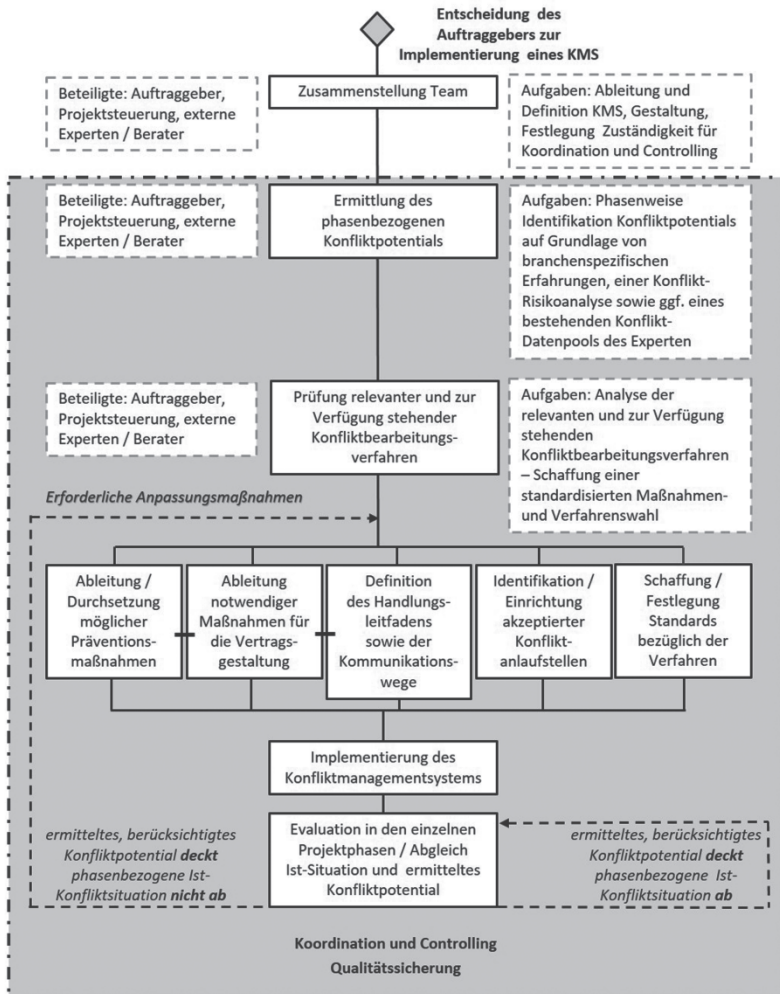 Entscheidung des
Auftraggebers zur
Implementierung eines KMS
Beteiligte: Auftraggeber,
Projektsteuerung, externe
Experten / Berater
Zusammenstellung Team
Aufgaben: Ableitung und
Definition KMS, Gestaltung,
Festlegung Zuständigkeit für
Koordination und Controlling
Beteiligte: Auftraggeber,
Projektsteuerung, externe
Experten / Berater
Ermittlung des
phasenbezogenen
Konfliktpotentials
Aufgaben: Phasenweise
Identifikation Konfliktpotentials
auf Grundlage von
branchenspezifischen
Erfahrungen, einer Konflikt-
Risikoanalyse sowie ggf. eines
bestehenden Konflikt-
Datenpools des Experten
Beteiligte: Auftraggeber,
Projektsteuerung, externe
Experten / Berater
Prüfung relevanter und zur
Verfügung stehender
Konfliktbearbeitungs-
verfahren
Aufgaben: Analyse der
relevanten und zur Verfügung
stehenden
Konfliktbearbeitungsverfahren
– Schaffung einer
standardisierten Maßnahmen-
und Verfahrenswahl
Erforderliche Anpassungsmaßnahmen
Ableitung /
Durchsetzung
möglicher
Präventions-
maßnahmen
Ableitung
notwendiger
Maßnahmen für
die Vertrags-
gestaltung
Definition
des Handlungs-
leitfadens
sowie der
Kommunikations-
wege
Identifikation /
Einrichtung
akzeptierter
Konflikt-
anlaufstellen
Schaffung /
Festlegung
Standards
bezüglich der
Verfahren
Implementierung des
Konfliktmanagementsystems
ermitteltes, berücksichtigtes
Konfliktpotential deckt
phasenbezogene Ist-
Konfliktsituation nicht ab
Evaluation in den einzelnen
Projektphasen / Abgleich
Ist-Situation und ermitteltes
Konfliktpotential
ermitteltes, berücksichtigtes
Konfliktpotential deckt
phasenbezogene Ist-
Konfliktsituation
ab
Koordination und Controlling
Qualitätssicherung